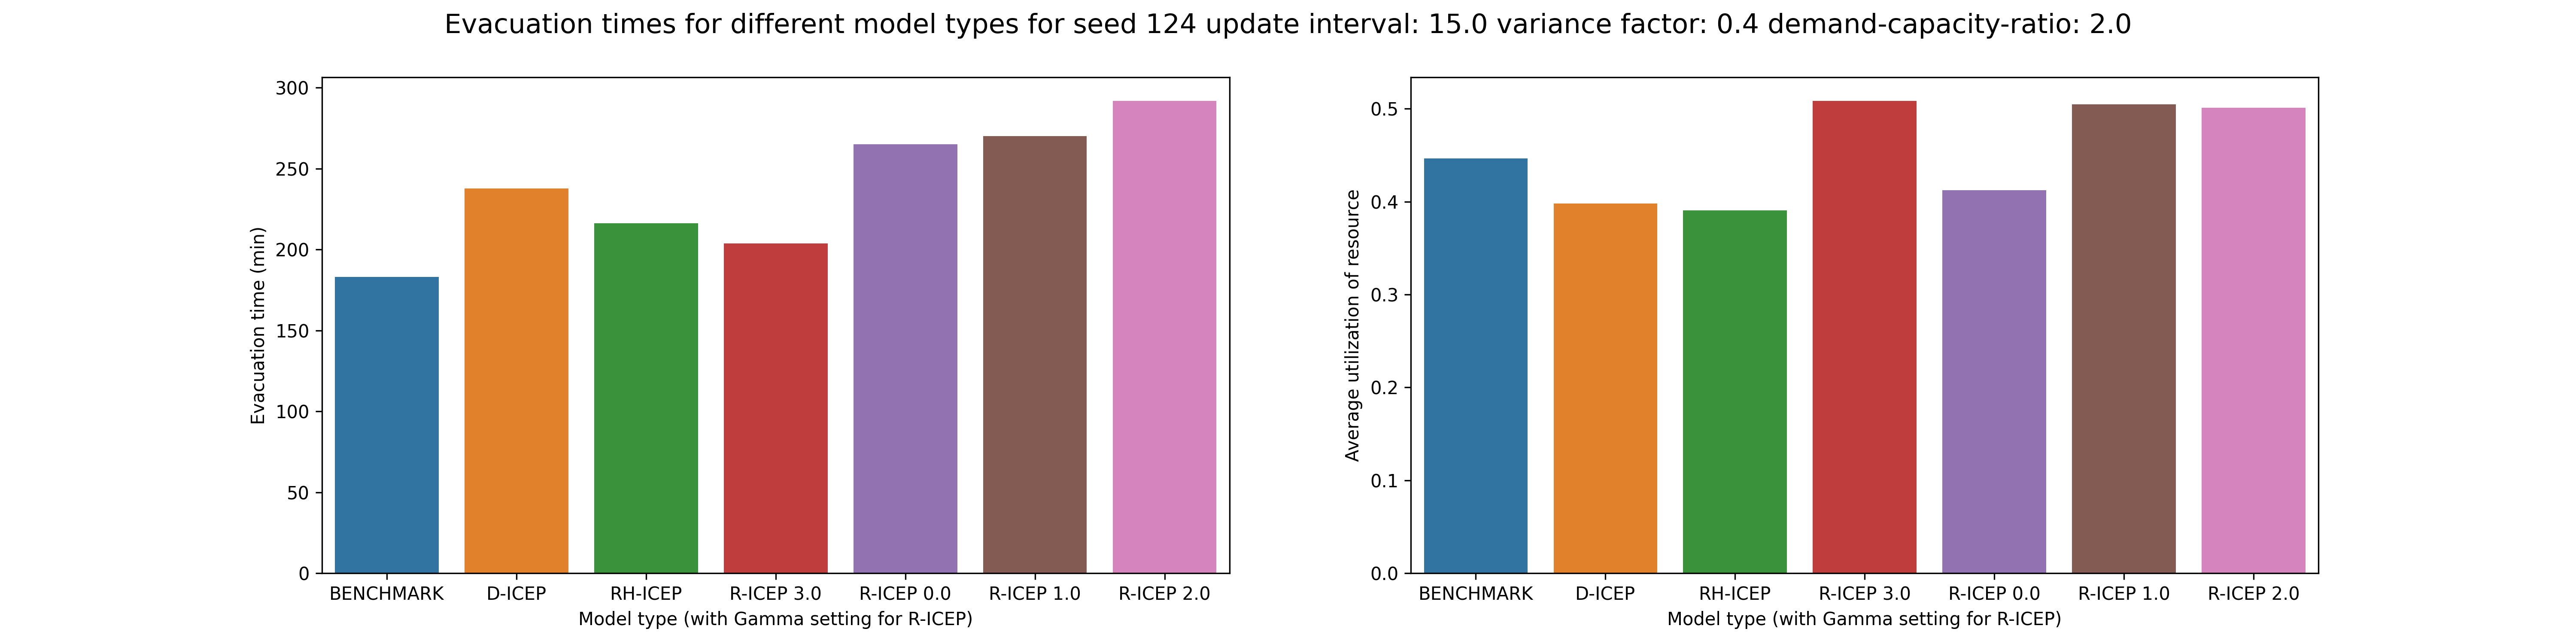 Evacuation times for different model types for seed 124 update interval: 15.0 variance factor: 0.4 demand-capacity-ratio: 2.0
Evacuation time (min)
300
250
200
150
100
50
0
BENCHMARK D-ICEP RH-ICEP R-ICEP 3.0 R-ICEP 0.0 R-ICEP 1.0 R-ICEP 2.0
Model type (with Gamma setting for R-ICEP)
Average utilization of resource
0.5
0.4
0.3
0.2
0.1
0.0
BENCHMARK D-ICEP RH-ICEP R-ICEP 3.0 R-ICEP 0.0 R-ICEP 1.0 R-ICEP 2.0
Model type (with Gamma setting for R-ICEP)